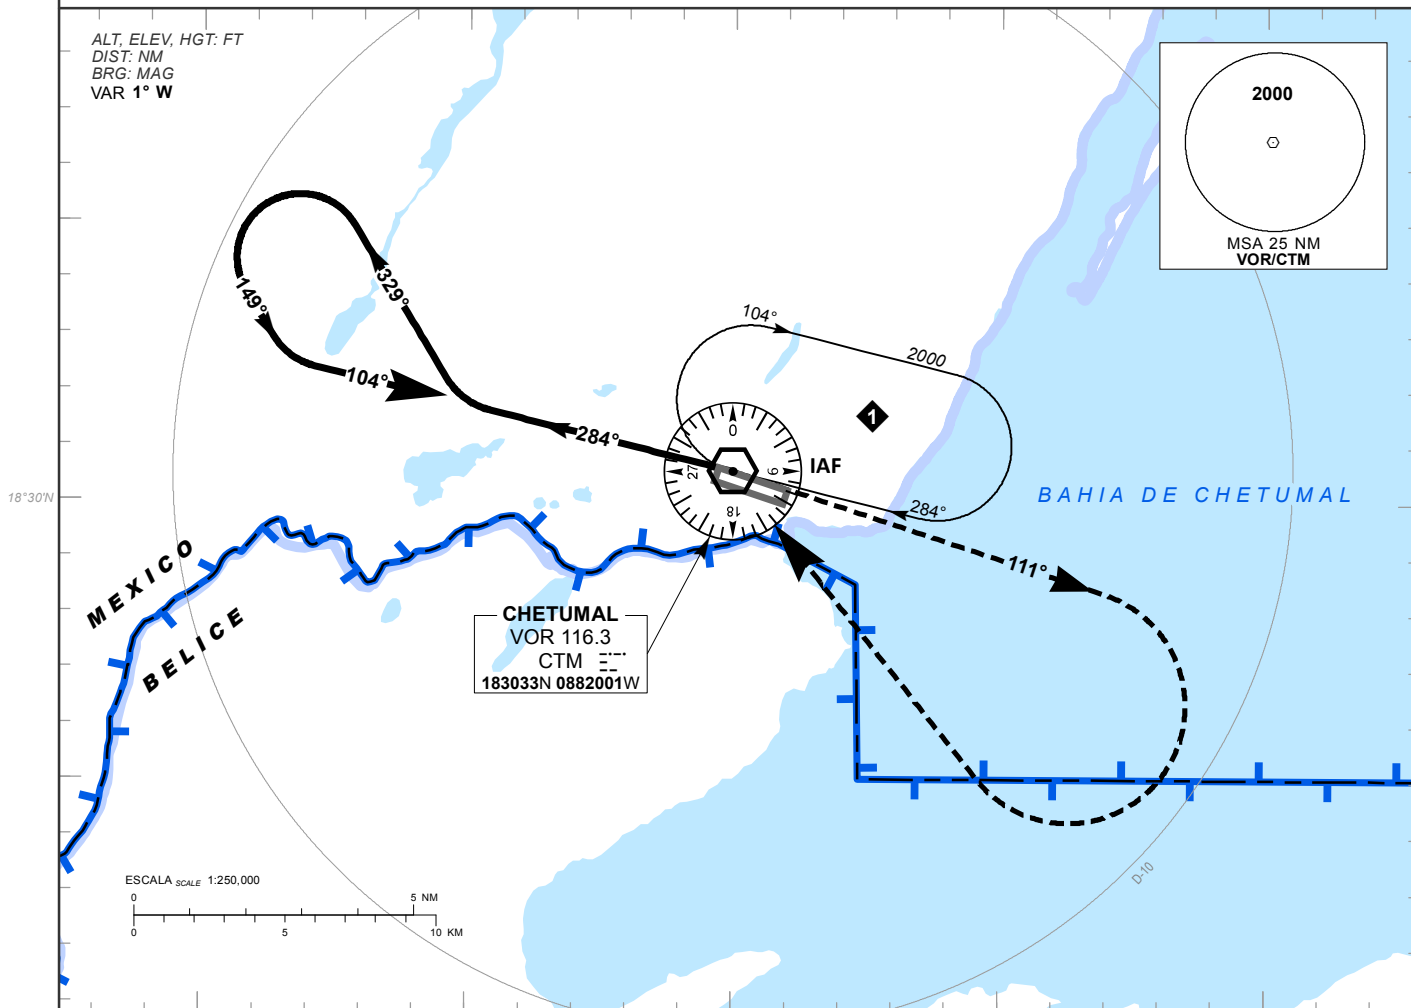 ALT, ELEV, HGT: FT
DIST: NM
BRG: MAG
VAR 1° W
2000
MSA 25 NM
VOR/CTM
329°
149°
104°
284°
104°
2000
1
IAF
0
9
18
27
284°
111°
18°30'N
BAHIA DE CHETUMAL
MEXICO
BELICE
CHETUMAL
VOR 116.3
CTM
183033N 0882001W
D-10
ESCALA SCALE 1:250,000
0 5 NM
0 5 10 KM